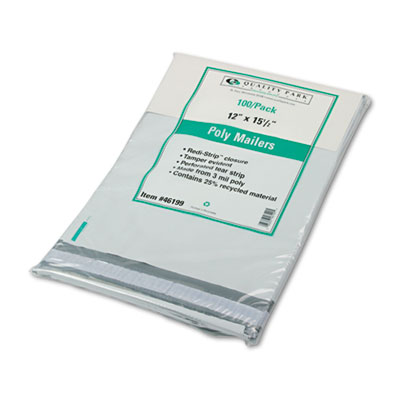 QUALITY PARK
100/Pack
12" x 15½"
Poly Mailers
• Redi-Strip™ closure
• Tamper evident
• Perforated tear strip
• Made from 3 mil poly
• Contains 25% recycled material
Item #46199